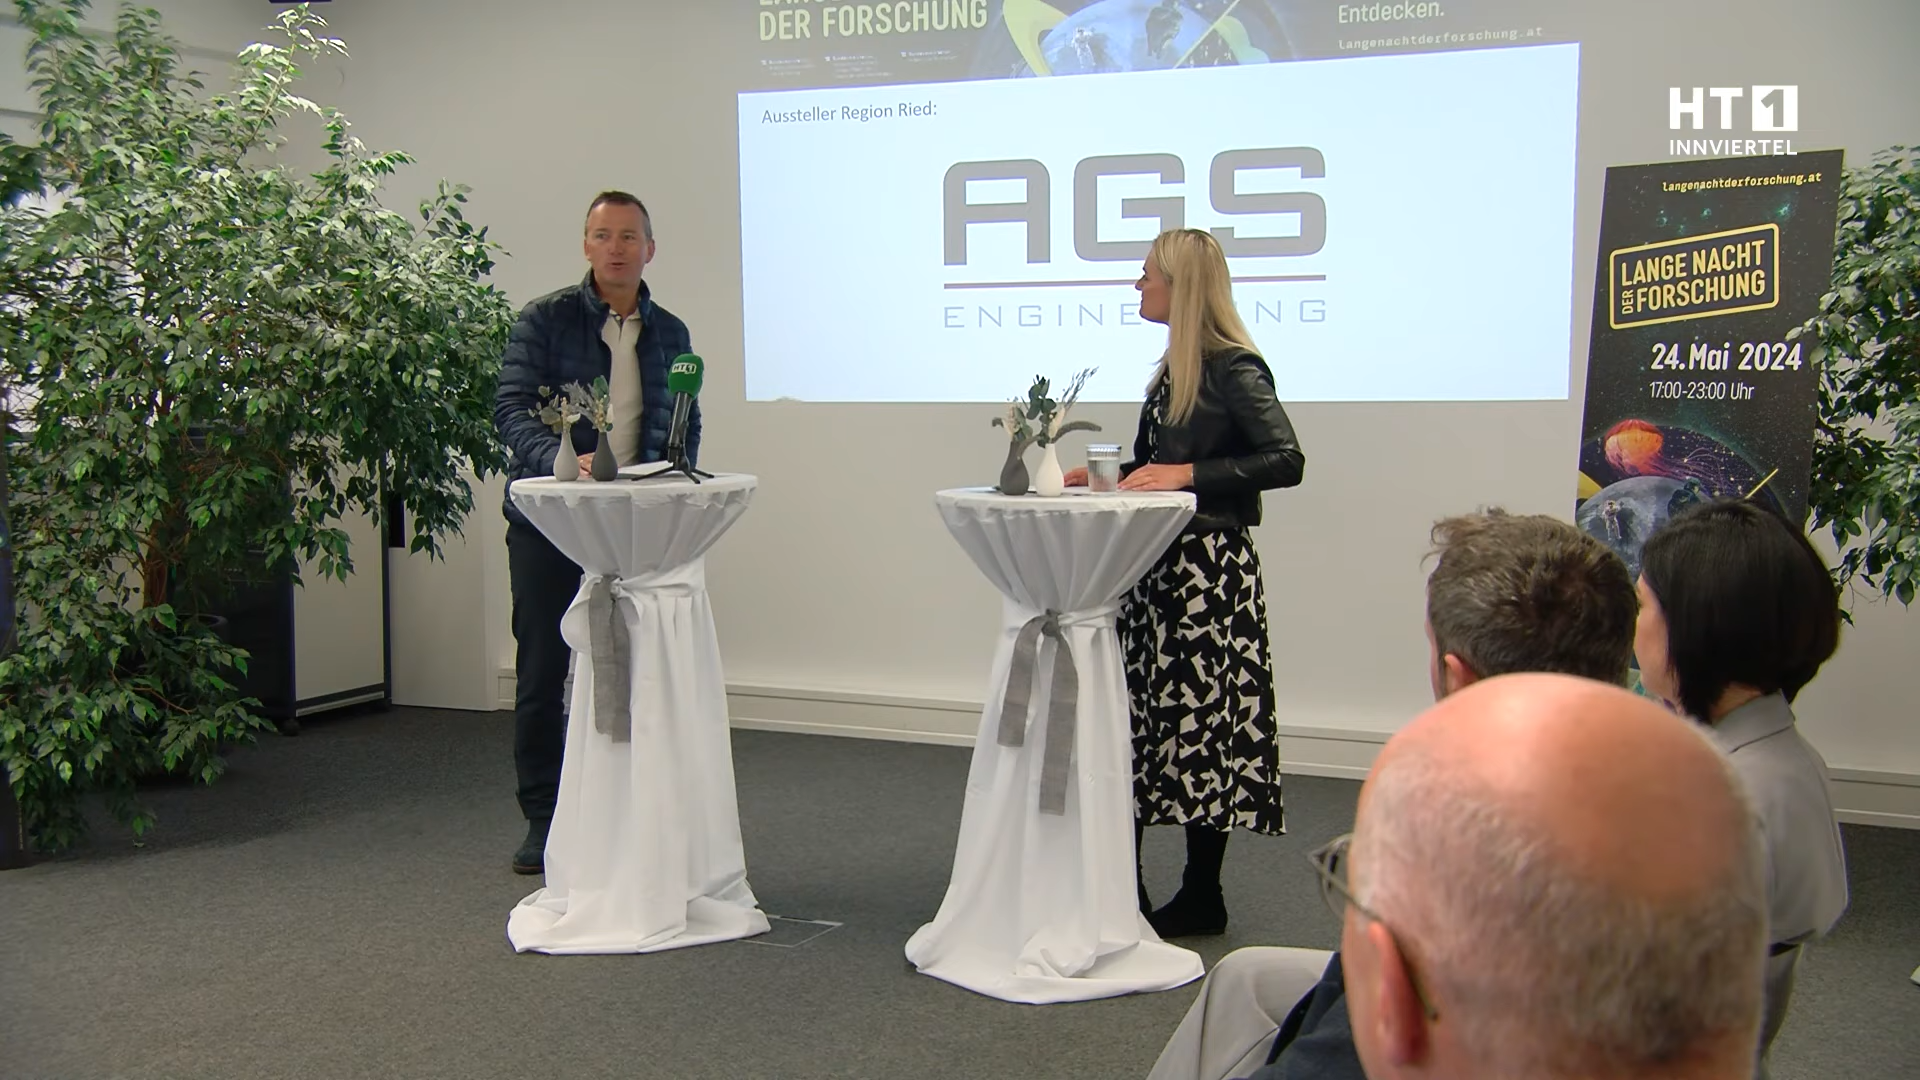 DER FORSCHUNG
Entdecken.
langenachtderforschung.at
Aussteller Region Ried:
AGS
HT1
INNVIERTEL
langenachtderforschung.at
LANGE NACHT
DER FORSCHUNG
24. Mai 2024
17:00-23:00 Uhr
HT1